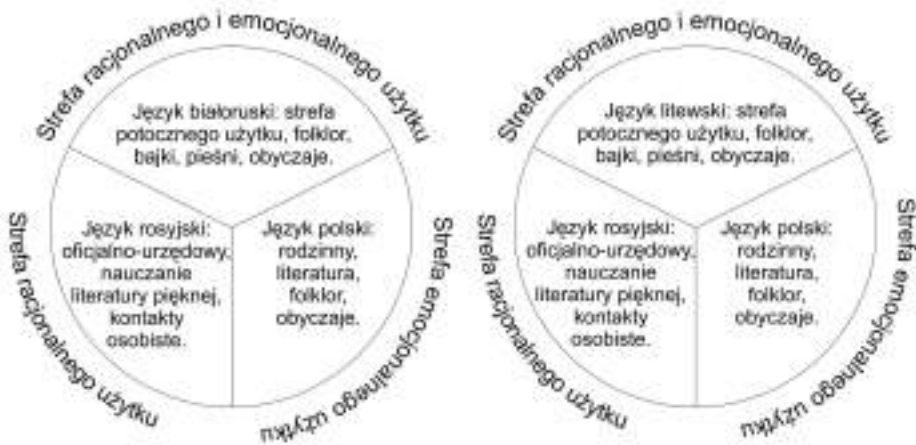 Strefa racjonalnego i emocjonalnego użytku
Język białoruski: strefa
potocznego użytku, folklor,
bajki, pieśni, obyczaje.
Język rosyjski:
oficjalno-urzędowy,
nauczanie
literatury pięknej,
kontakty
osobiste.
Język polski:
rodzinny,
literatura,
folklor,
obyczaje.
Strefa racjonalnego użytku
Strefa emocjonalnego użytku
Strefa racjonalnego i emocjonalnego użytku
Język litewski: strefa
potocznego użytku, folklor,
bajki, pieśni, obyczaje.
Język rosyjski:
oficjalno-urzędowy,
nauczanie
literatury pięknej,
kontakty
osobiste.
Język polski:
rodzinny,
literatura,
folklor,
obyczaje.
Strefa racjonalnego użytku
Strefa emocjonalnego użytku